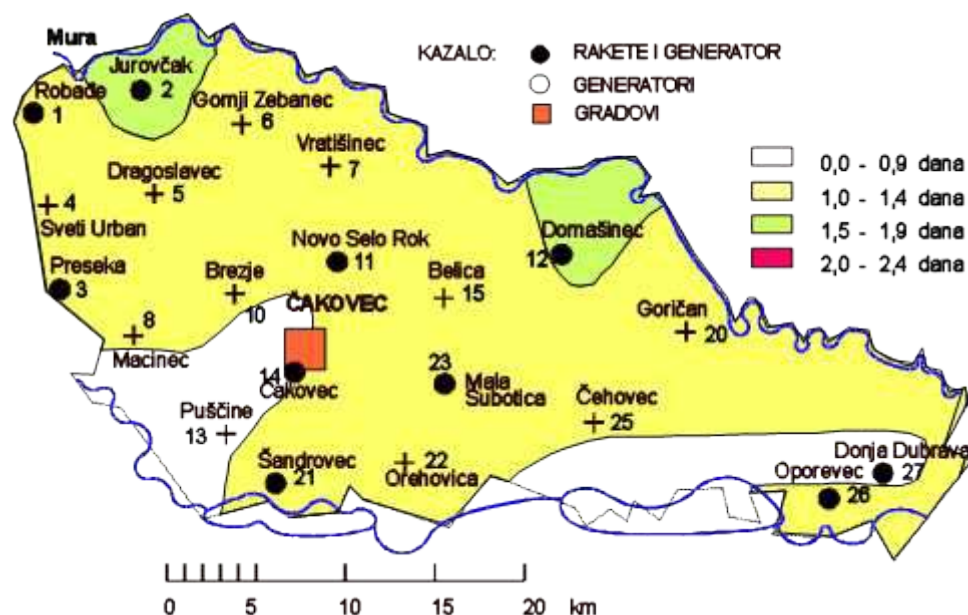 Mura
KAZALO:
RAKETE I GENERATOR
GENERATORI
GRADOVI
0,0 - 0,9 dana
1,0 - 1,4 dana
1,5 - 1,9 dana
2,0 - 2,4 dana
Robađe
1
Jurovčak
2
Gornji Zebanec
6
Vratišinec
7
Dragoslavec
5
4
Sveti Urban
Preseka
3
Brezje
10
Novo Selo Rok
11
Belica
15
Domašinec
12
Goričan
20
8
Macinec
ČAKOVEC
14
Čakovec
23
Mala
Subotica
Puščine
13
Čehovec
25
Šandrovec
21
22
Orehovica
Donja Dubrava
27
Oporevec
26
0 5 10 15 20 km